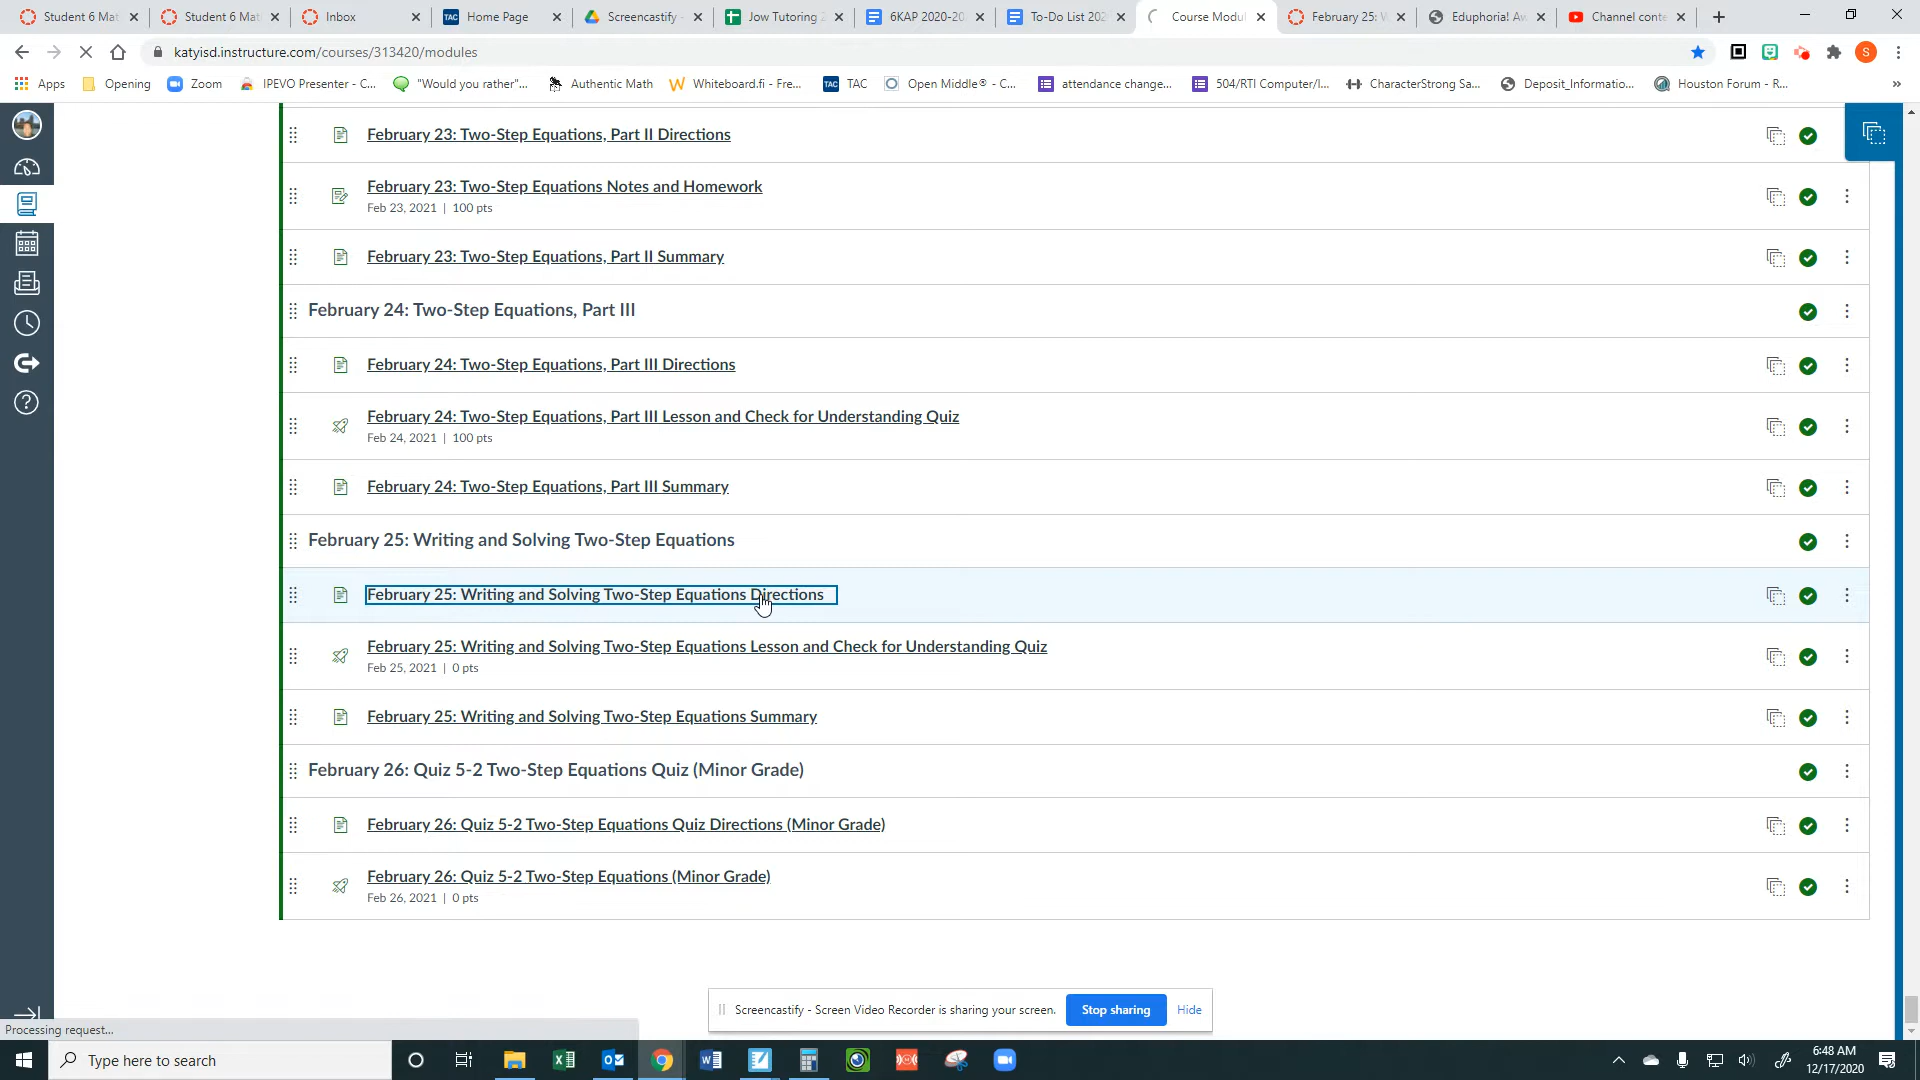 Student 6 Mat
Student 6 Mat
Inbox
TAC Home Page
Screencastify -
Jow Tutoring 2
6KAP 2020-20
To-Do List 202
Course Modul
February 25: W
Eduphoria! Aw
Channel conte
katyisd.instructure.com/courses/313420/modules
S
Apps
Opening
Zoom
IPEVO Presenter - C...
"Would you rather"...
Authentic Math
Whiteboard.fi - Fre...
TAC TAC
Open Middle® - C...
attendance change...
504/RTI Computer/I...
CharacterStrong Sa...
Deposit_Informatio...
Houston Forum - R...
»
February 23: Two-Step Equations, Part II Directions
February 23: Two-Step Equations Notes and Homework
Feb 23, 2021 | 100 pts
February 23: Two-Step Equations, Part II Summary
February 24: Two-Step Equations, Part III
February 24: Two-Step Equations, Part III Directions
February 24: Two-Step Equations, Part III Lesson and Check for Understanding Quiz
Feb 24, 2021 | 100 pts
February 24: Two-Step Equations, Part III Summary
February 25: Writing and Solving Two-Step Equations
February 25: Writing and Solving Two-Step Equations Directions
February 25: Writing and Solving Two-Step Equations Lesson and Check for Understanding Quiz
Feb 25, 2021 | 0 pts
February 25: Writing and Solving Two-Step Equations Summary
February 26: Quiz 5-2 Two-Step Equations Quiz (Minor Grade)
February 26: Quiz 5-2 Two-Step Equations Quiz Directions (Minor Grade)
February 26: Quiz 5-2 Two-Step Equations (Minor Grade)
Feb 26, 2021 | 0 pts
Screencastify - Screen Video Recorder is sharing your screen. Stop sharing Hide
Processing request...
Type here to search
6:48 AM
12/17/2020